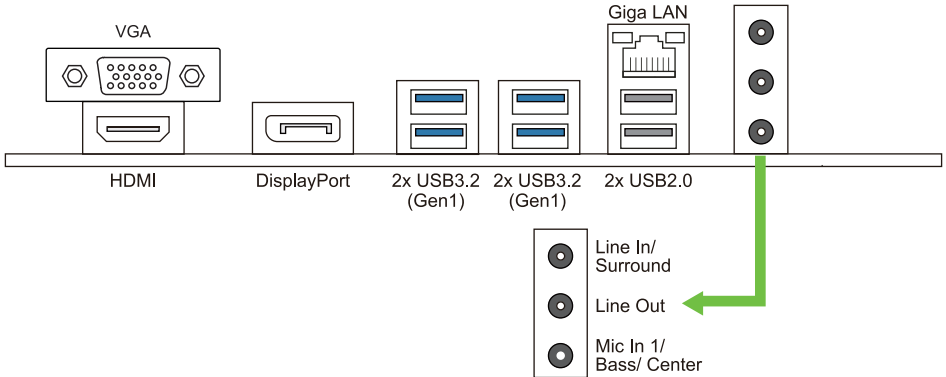 Giga LAN
VGA
HDMI
DisplayPort
2x USB3.2
(Gen1)
2x USB3.2
(Gen1)
2x USB2.0
Line In/
Surround
Line Out
Mic In 1/
Bass/ Center